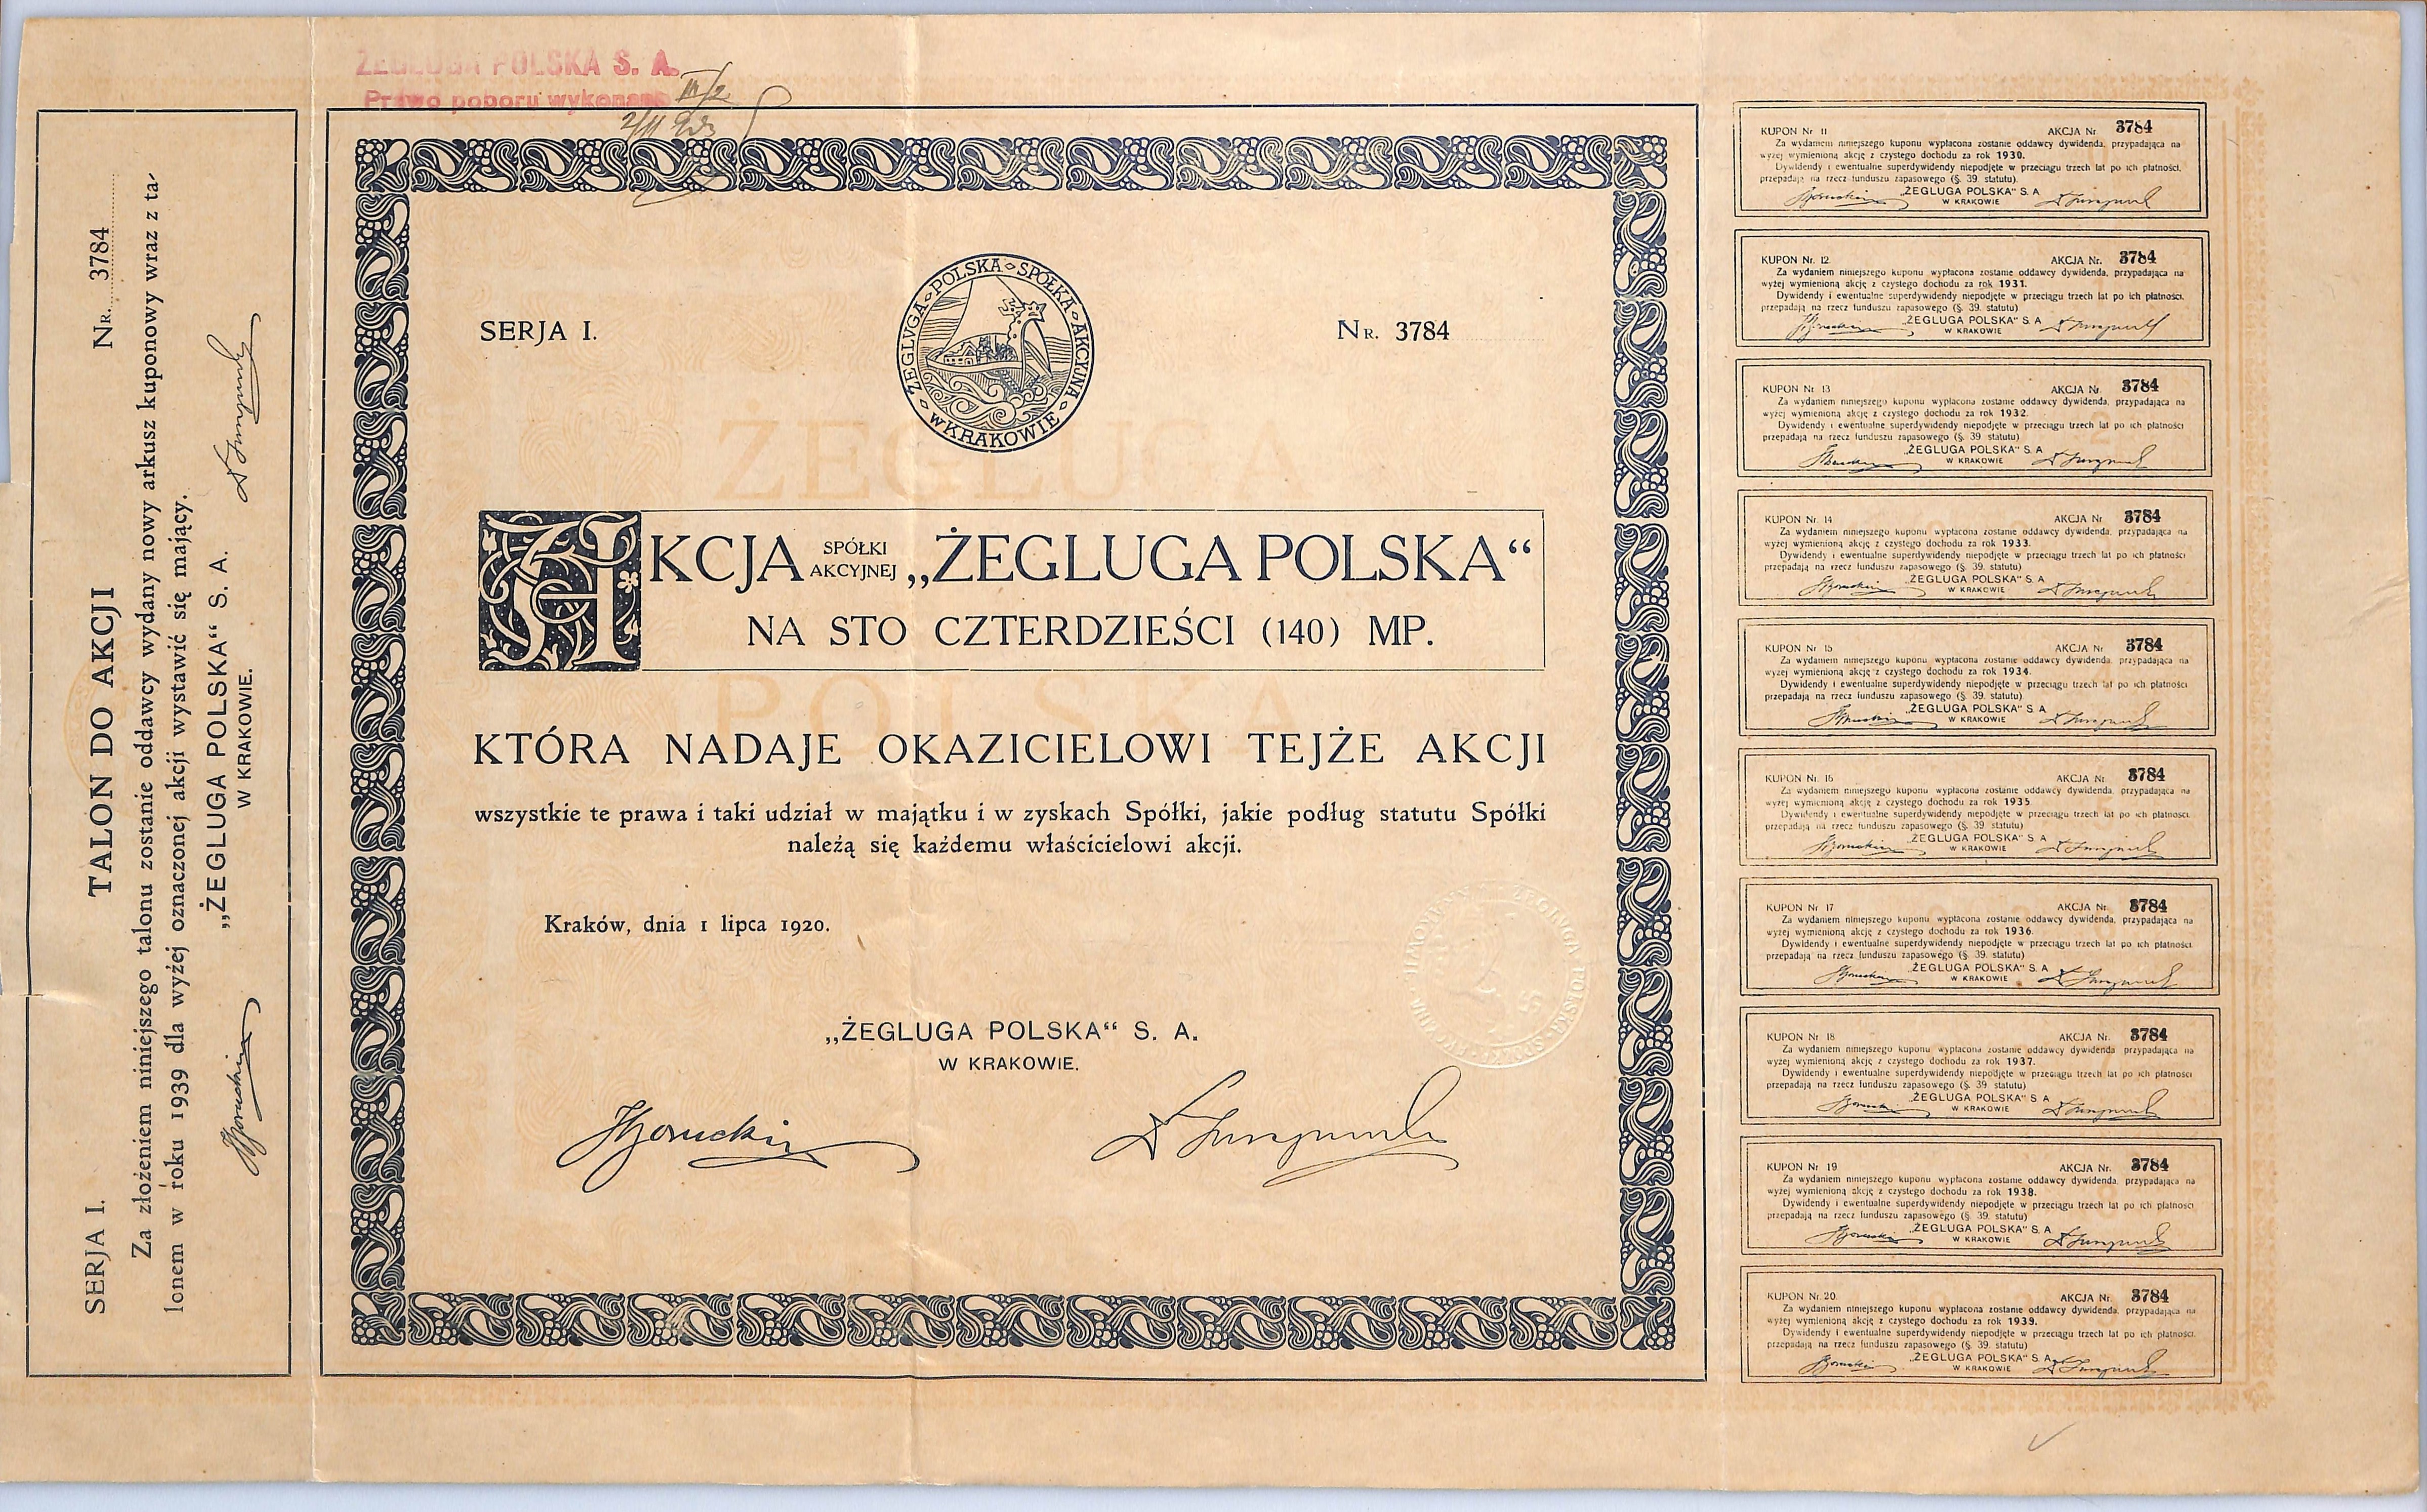 ŻEGLUGA POLSKA S. A.
Prawo poboru wykonano III/2
SERJA I. TALON DO AKCJI NR. 3784
Za złożeniem niniejszego talonu zostanie oddawcy wydany nowy arkusz kuponowy wraz z ta-
lonem w roku 1939 dla wyżej oznaczonej akcji wystawić się mający.
„ŻEGLUGA POLSKA“ S. A.
W KRAKOWIE.
ŻEGLUGA POLSKA SPÓŁKA AKCYJNA W KRAKOWIE
SERJA I. NR. 3784
ŻEGLUGA
POLSKA
AKCJA SPÓŁKI AKCYJNEJ „ŻEGLUGA POLSKA“
NA STO CZTERDZIEŚCI (140) MP.
KTÓRA NADAJE OKAZICIELOWI TEJŻE AKCJI
wszystkie te prawa i taki udział w majątku i w zyskach Spółki, jakie podług statutu Spółki
należą się każdemu właścicielowi akcji.
Kraków, dnia 1 lipca 1920.
„ŻEGLUGA POLSKA“ S. A.
W KRAKOWIE.
KUPON Nr 11 AKCJA Nr 3784
Za wydaniem niniejszego kuponu wypłacona zostanie oddawcy dywidenda, przypadająca na
wyżej wymienioną akcję z czystego dochodu za rok 1930.
Dywidendy i ewentualne superdywidendy niepodjęte w przeciągu trzech lat po ich płatności,
przepadają na rzecz funduszu zapasowego (§. 39 statutu).
„ŻEGLUGA POLSKA“ S. A
W KRAKOWIE
KUPON Nr. 12 AKCJA Nr. 3784
Za wydaniem niniejszego kuponu wypłacona zostanie oddawcy dywidenda, przypadająca na
wyżej wymienioną akcję z czystego dochodu za rok 1931.
Dywidendy i ewentualne superdywidendy niepodjęte w przeciągu trzech lat po ich płatności,
przepadają na rzecz funduszu zapasowego (§. 39 statutu)
„ŻEGLUGA POLSKA“ S. A
W KRAKOWIE
KUPON Nr. 13 AKCJA Nr. 3784
Za wydaniem niniejszego kuponu wypłacona zostanie oddawcy dywidenda, przypadająca na
wyżej wymienioną akcję z czystego dochodu za rok 1932.
Dywidendy i ewentualne superdywidendy niepodjęte w przeciągu trzech lat po ich płatności
przepadają na rzecz funduszu zapasowego (§. 39 statutu)
„ŻEGLUGA POLSKA“ S. A
W KRAKOWIE
KUPON Nr. 14 AKCJA Nr 3784
Za wydaniem niniejszego kuponu wypłacona zostanie oddawcy dywidenda, przypadająca na
wyżej wymienioną akcję z czystego dochodu za rok 1933.
Dywidendy i ewentualne superdywidendy niepodjęte w przeciągu trzech lat po ich płatności
przepadają na rzecz funduszu zapasowego (§. 39. statutu)
„ŻEGLUGA POLSKA“ S. A
W KRAKOWIE
KUPON Nr 15 AKCJA Nr. 3784
Za wydaniem niniejszego kuponu wypłacona zostanie oddawcy dywidenda, przypadająca na
wyżej wymienioną akcję z czystego dochodu za rok 1934.
Dywidendy i ewentualne superdywidendy niepodjęte w przeciągu trzech lat po ich płatności
przepadają na rzecz funduszu zapasowego (§. 39 statutu).
„ŻEGLUGA POLSKA“ S. A
W KRAKOWIE
KUPON Nr. 16 AKCJA Nr 3784
Za wydaniem niniejszego kuponu wypłacona zostanie oddawcy dywidenda, przypadająca na
wyżej wymienioną akcję z czystego dochodu za rok 1935
Dywidendy i ewentualne superdywidendy niepodjęte w przeciągu trzech lat po ich płatności.
przepadają na rzecz funduszu zapasowego (§. 39 statutu)
„ŻEGLUGA POLSKA“ S. A
W KRAKOWIE
KUPON Nr 17 AKCJA Nr. 3784
Za wydaniem niniejszego kuponu wypłacona zostanie oddawcy dywidenda, przypadająca na
wyżej wymienioną akcję z czystego dochodu za rok 1936.
Dywidendy i ewentualne superdywidendy niepodjęte w przeciągu trzech lat po ich płatności.
przepadają na rzecz funduszu zapasowego (§. 39. statutu)
„ŻEGLUGA POLSKA“ S. A
W KRAKOWIE
KUPON Nr. 18 AKCJA Nr. 3784
Za wydaniem niniejszego kuponu wypłacona zostanie oddawcy dywidenda przypadająca na
wyżej wymienioną akcję z czystego dochodu za rok 1937.
Dywidendy i ewentualne superdywidendy niepodjęte w przeciągu trzech lat po ich płatności
przepadają na rzecz funduszu zapasowego (§. 39 statutu)
„ŻEGLUGA POLSKA“ S. A
W KRAKOWIE
KUPON Nr 19 AKCJA Nr. 3784
Za wydaniem niniejszego kuponu wypłacona zostanie oddawcy dywidenda, przypadająca na
wyżej wymienioną akcję z czystego dochodu za rok 1938.
Dywidendy i ewentualne superdywidendy niepodjęte w przeciągu trzech lat po ich płatności,
przepadają na rzecz funduszu zapasowego (§. 39. statutu)
„ŻEGLUGA POLSKA“ S. A
W KRAKOWIE
KUPON Nr. 20. AKCJA Nr. 3784
Za wydaniem niniejszego kuponu wypłacona zostanie oddawcy dywidenda, przypadająca na
wyżej wymienioną akcję z czystego dochodu za rok 1939.
Dywidendy i ewentualne superdywidendy niepodjęte w przeciągu trzech lat po ich płatności.
przepadają na rzecz funduszu zapasowego (§. 39 statutu)
„ŻEGLUGA POLSKA“ S. A.
W KRAKOWIE